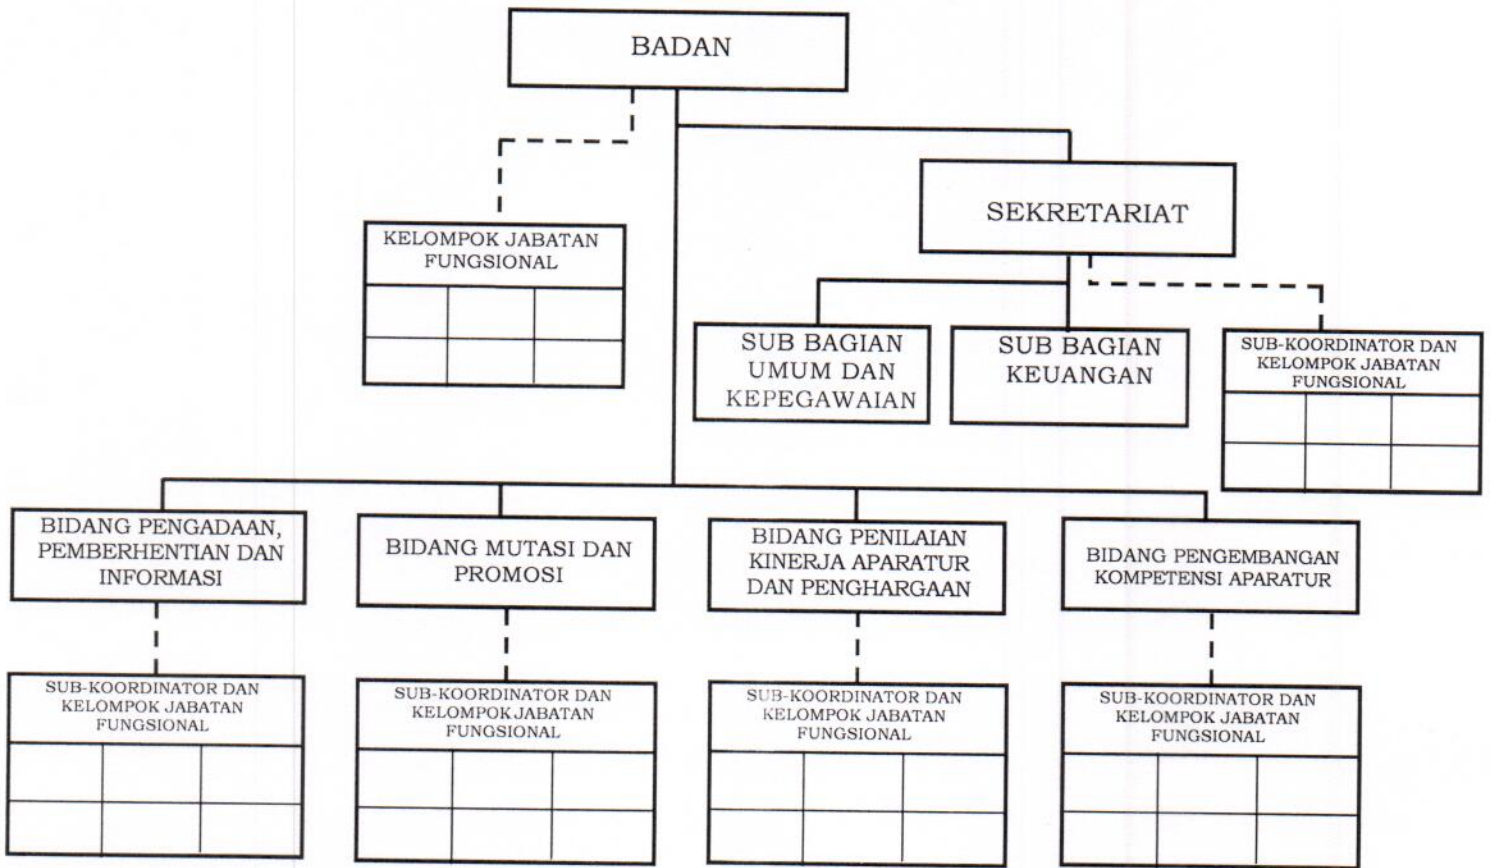 BADAN
SEKRETARIAT
KELOMPOK JABATAN
FUNGSIONAL
SUB BAGIAN
UMUM DAN
KEPEGAWAIAN
SUB BAGIAN
KEUANGAN
SUB-KOORDINATOR DAN
KELOMPOK JABATAN
FUNGSIONAL
BIDANG PENGADAAN,
PEMBERHENTIAN DAN
INFORMASI
BIDANG MUTASI DAN
PROMOSI
BIDANG PENILAIAN
KINERJA APARATUR
DAN PENGHARGAAN
BIDANG PENGEMBANGAN
KOMPETENSI APARATUR
SUB-KOORDINATOR DAN
KELOMPOK JABATAN
FUNGSIONAL
SUB-KOORDINATOR DAN
KELOMPOK JABATAN
FUNGSIONAL
SUB-KOORDINATOR DAN
KELOMPOK JABATAN
FUNGSIONAL
SUB-KOORDINATOR DAN
KELOMPOK JABATAN
FUNGSIONAL